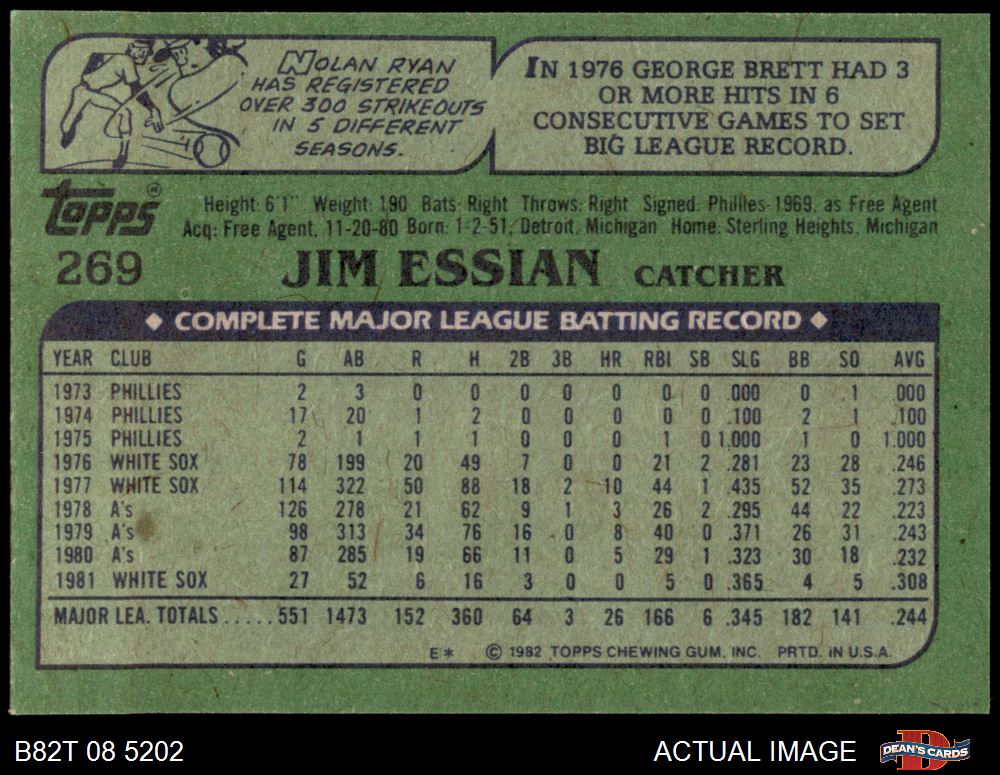 NOLAN RYAN
HAS REGISTERED
OVER 300 STRIKEOUTS
IN 5 DIFFERENT
SEASONS.
IN 1976 GEORGE BRETT HAD 3
OR MORE HITS IN 6
CONSECUTIVE GAMES TO SET
BIG LEAGUE RECORD.
topps®
Height: 6'1" Weight: 190 Bats: Right Throws: Right Signed: Phillies-1969, as Free Agent
Acq: Free Agent, 11-20-80 Born: 1-2-51, Detroit, Michigan Home: Sterling Heights, Michigan
269 JIM ESSIAN CATCHER
◆ COMPLETE MAJOR LEAGUE BATTING RECORD ◆
YEAR CLUB G AB R H 2B 3B HR RBI SB SLG BB SO AVG
1973 PHILLIES 2 3 0 0 0 0 0 0 0 .000 0 1 .000
1974 PHILLIES 17 20 1 2 0 0 0 0 0 .100 2 1 .100
1975 PHILLIES 2 1 1 1 0 0 0 1 0 1.000 1 0 1.000
1976 WHITE SOX 78 199 20 49 7 0 0 21 2 .281 23 28 .246
1977 WHITE SOX 114 322 50 88 18 2 10 44 1 .435 52 35 .273
1978 A's 126 278 21 62 9 1 3 26 2 .295 44 22 .223
1979 A's 98 313 34 76 16 0 8 40 0 .371 26 31 .243
1980 A's 87 285 19 66 11 0 5 29 1 .323 30 18 .232
1981 WHITE SOX 27 52 6 16 3 0 0 5 0 .365 4 5 .308
MAJOR LEA. TOTALS.....551 1473 152 360 64 3 26 166 6 .345 182 141 .244
E* © 1982 TOPPS CHEWING GUM, INC. PRTD. IN U.S.A.
B82T 08 5202 ACTUAL IMAGE D DEAN'S CARDS